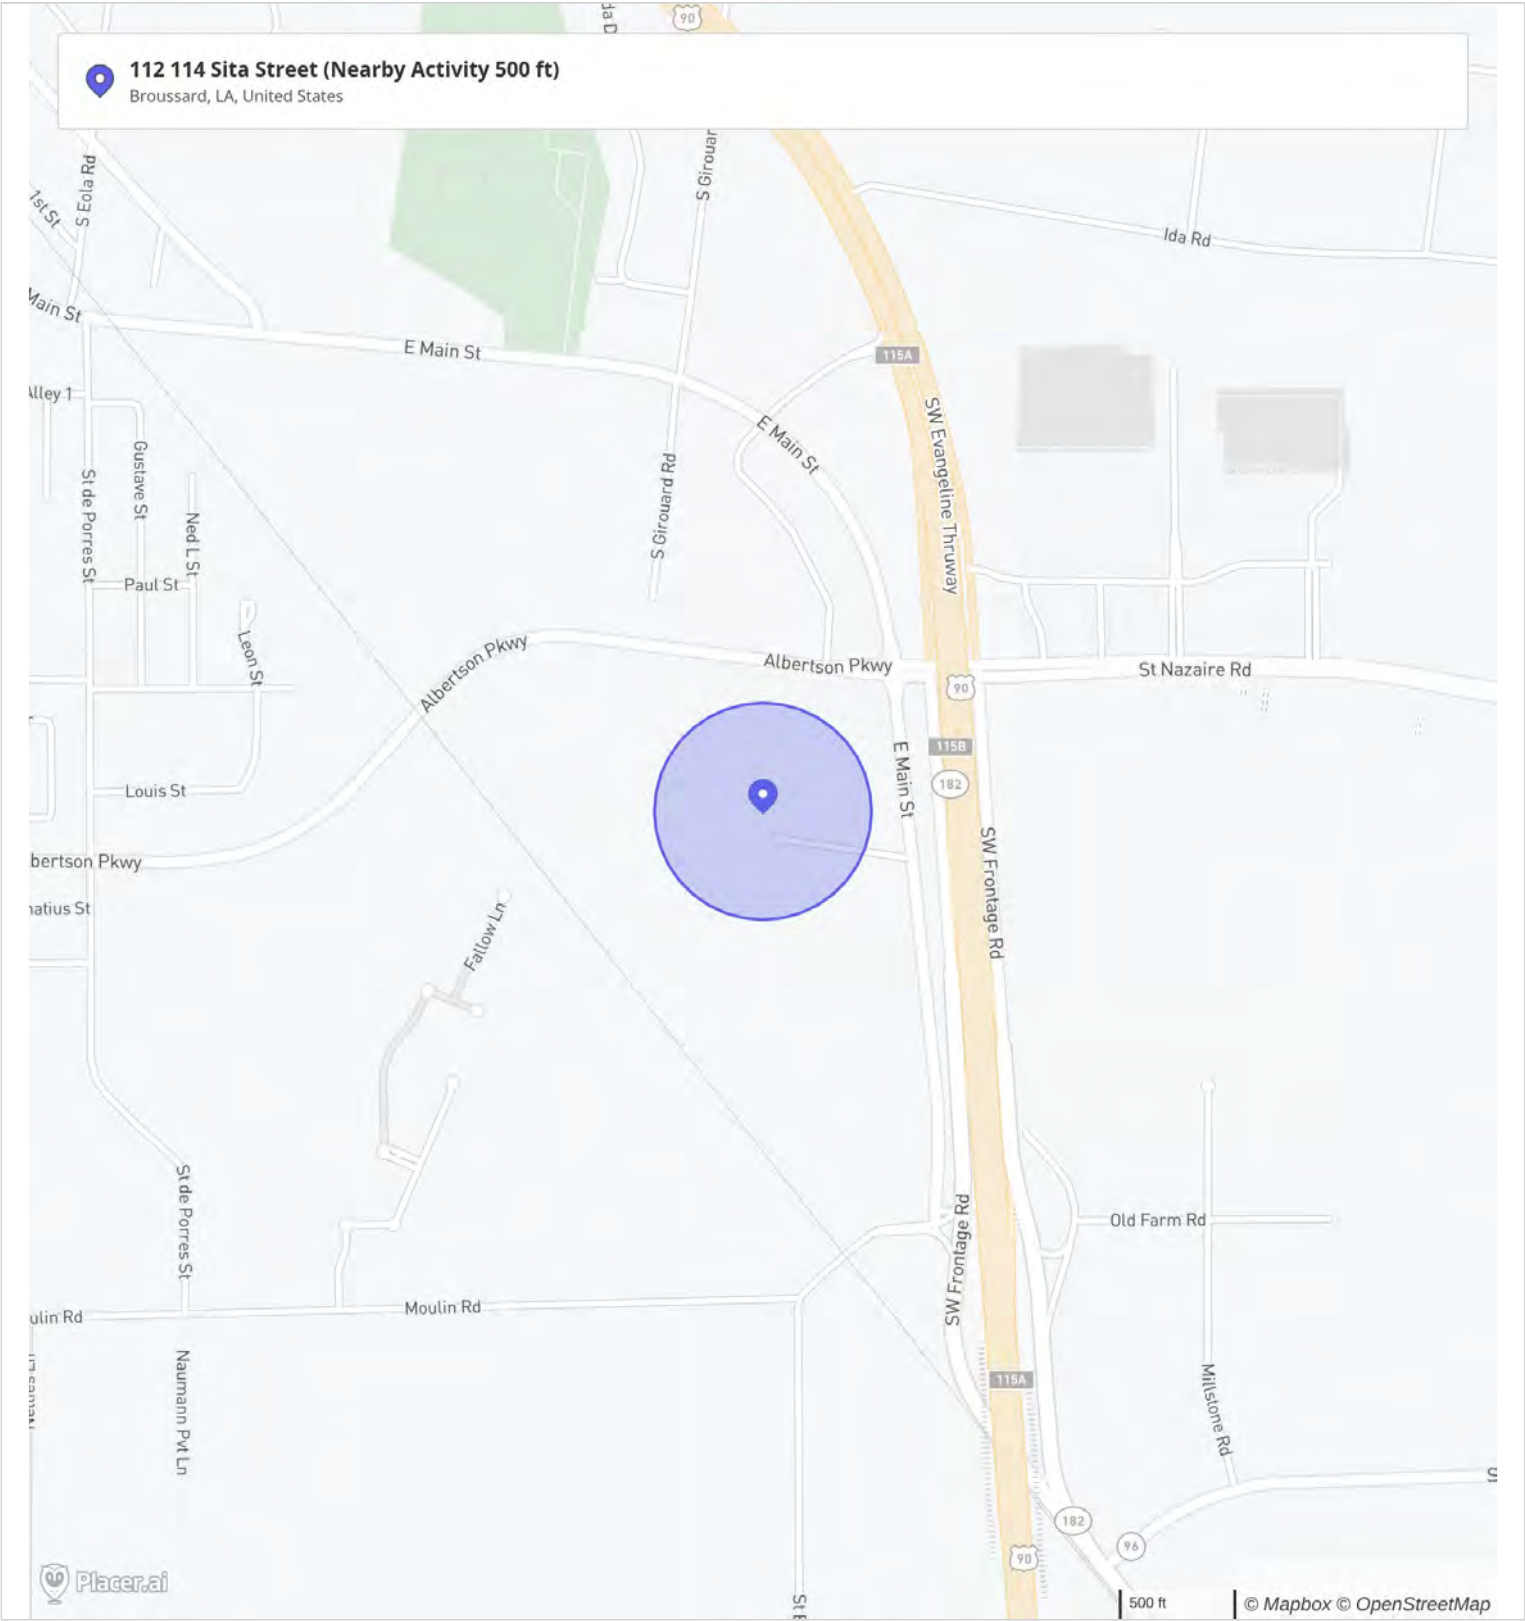 90
112 114 Sita Street (Nearby Activity 500 ft)
Broussard, LA, United States
S Eola Rd
S Girouar
1st St
Ida Rd
Main St
E Main St
115A
Alley 1
SW Evangeline Thruway
E Main St
Gustave St
S Girouard Rd
St de Porres St
Ned L St
Paul St
Leon St
Albertson Pkwy
Albertson Pkwy
St Nazaire Rd
90
115B
E Main St
182
Louis St
bertson Pkwy
SW Frontage Rd
natius St
Fallow Ln
St de Porres St
Old Farm Rd
SW Frontage Rd
Moulin Rd
ulin Rd
Naumann Pvt Ln
115A
Millstone Rd
182
96
90
Placer.ai
500 ft
© Mapbox © OpenStreetMap